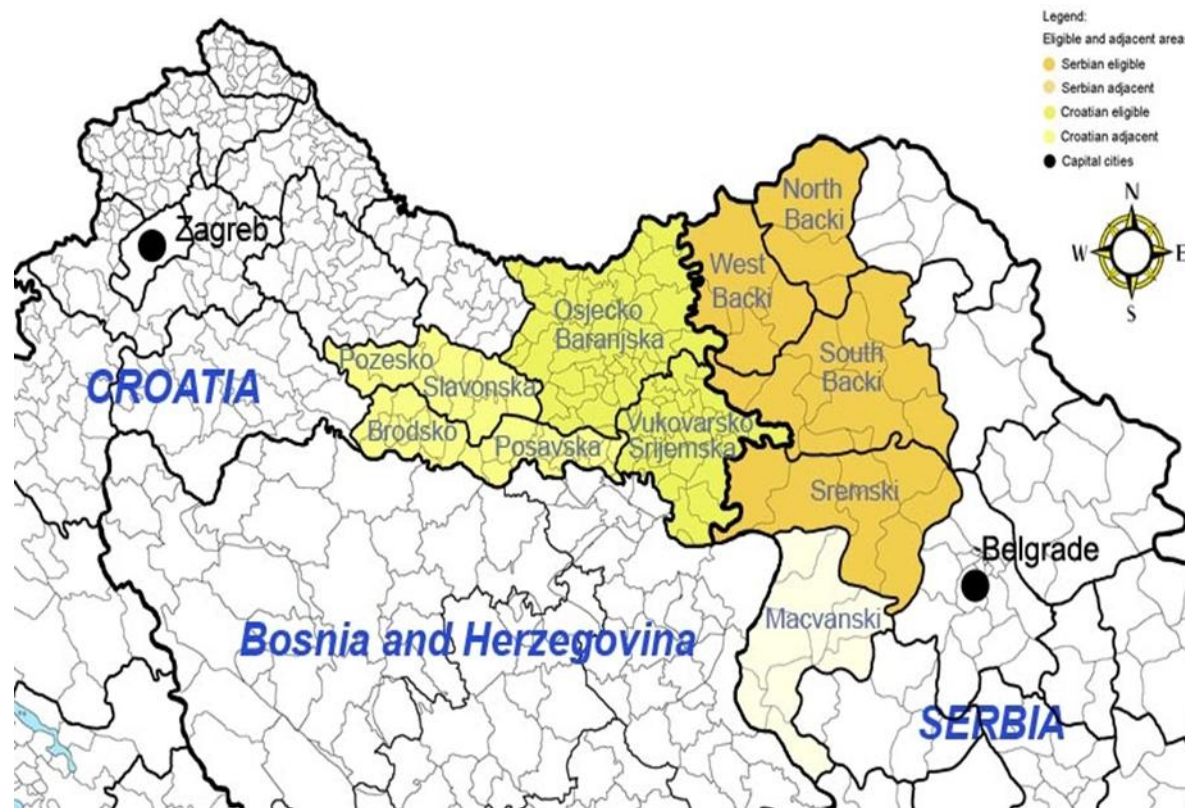 Legend:
Eligible and adjacent area
Serbian eligible
Serbian adjacent
Croatian eligible
Croatian adjacent
Capital cities
N
W
E
S
Zagreb
North
Backi
West
Backi
Osjecko
Baranjska
South
Backi
Pozesko
Slavonska
CROATIA
Brodsko
Posavska
Vukovarsko
Srijemska
Sremski
Belgrade
Macvanski
Bosnia and Herzegovina
SERBIA